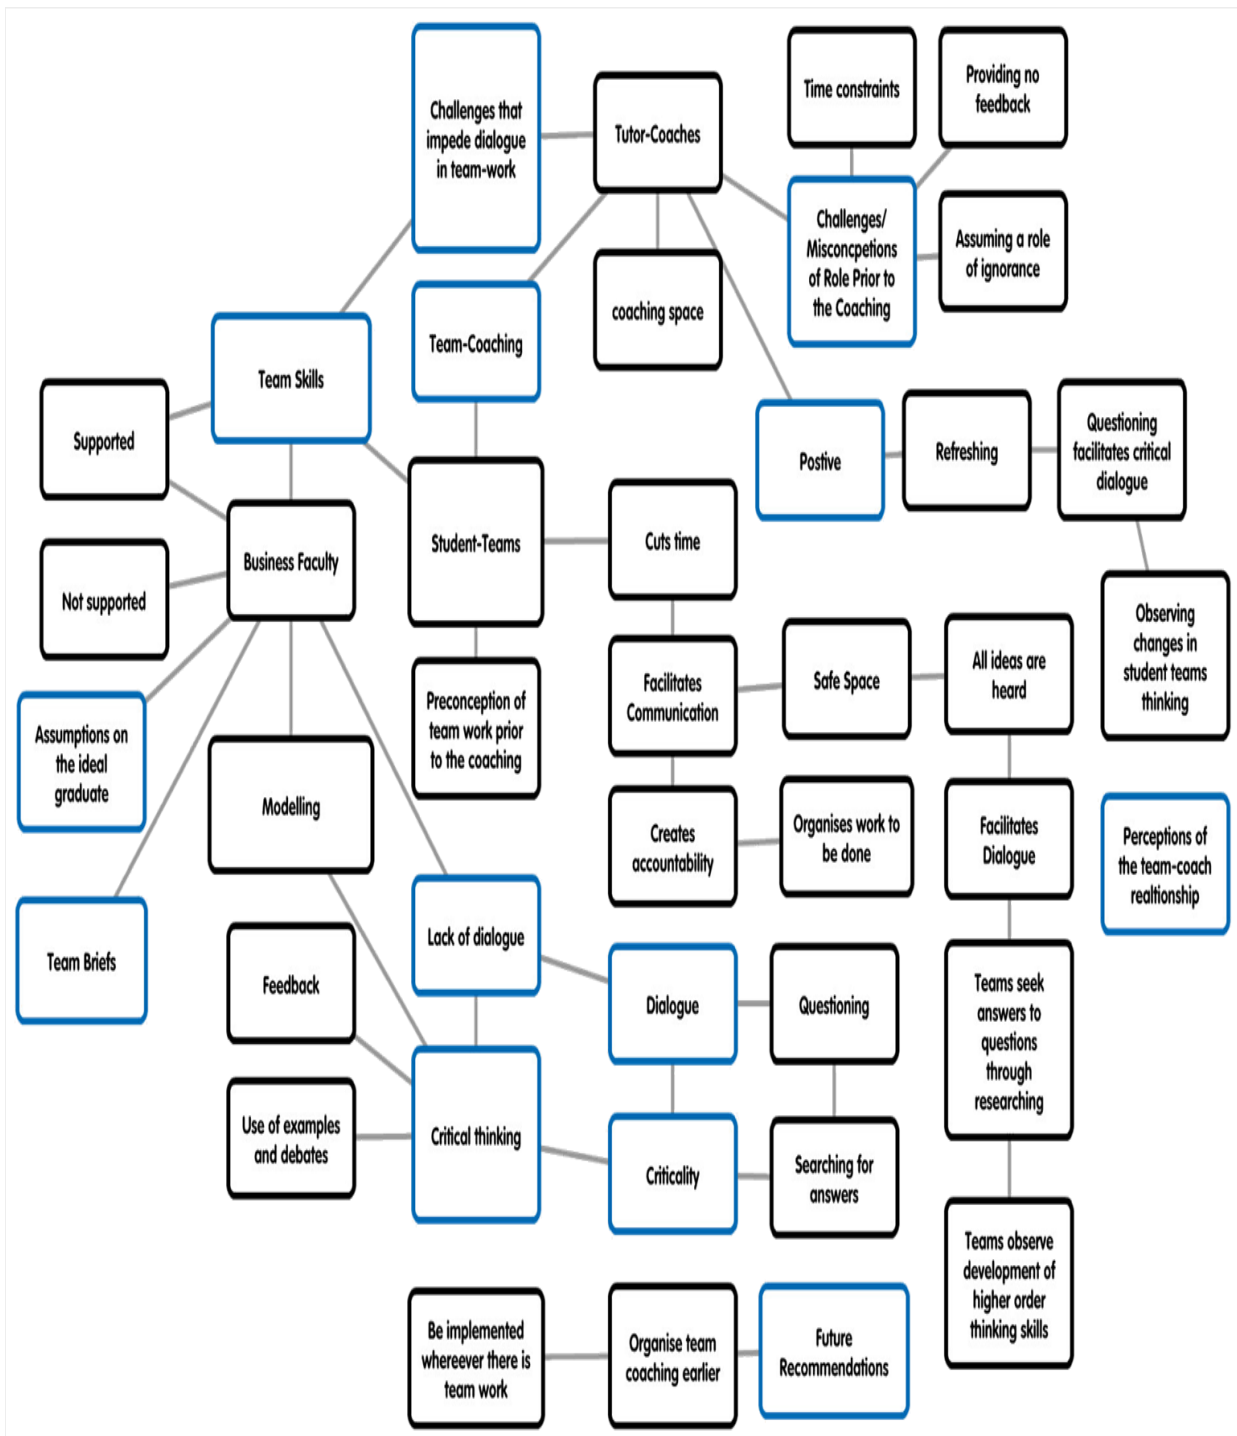 Challenges that
impede dialogue
in team-work
Tutor-Coaches
Time constraints
Providing no
feedback
Challenges/
Misconcpetions
of Role Prior to
the Coaching
Assuming a role
of ignorance
coaching space
Team-Coaching
Team Skills
Supported
Postive
Refreshing
Questioning
facilitates critical
dialogue
Business Faculty
Student-Teams
Cuts time
Not supported
Observing
changes in
student teams
thinking
Preconception of
team work prior
to the coaching
Facilitates
Communication
Safe Space
All ideas are
heard
Assumptions on
the ideal
graduate
Modelling
Creates
accountability
Organises work to
be done
Facilitates
Dialogue
Perceptions of
the team-coach
realtionship
Team Briefs
Feedback
Lack of dialogue
Dialogue
Questioning
Teams seek
answers to
questions
through
researching
Use of examples
and debates
Critical thinking
Criticality
Searching for
answers
Teams observe
development of
higher order
thinking skills
Be implemented
whereever there is
team work
Organise team
coaching earlier
Future
Recommendations